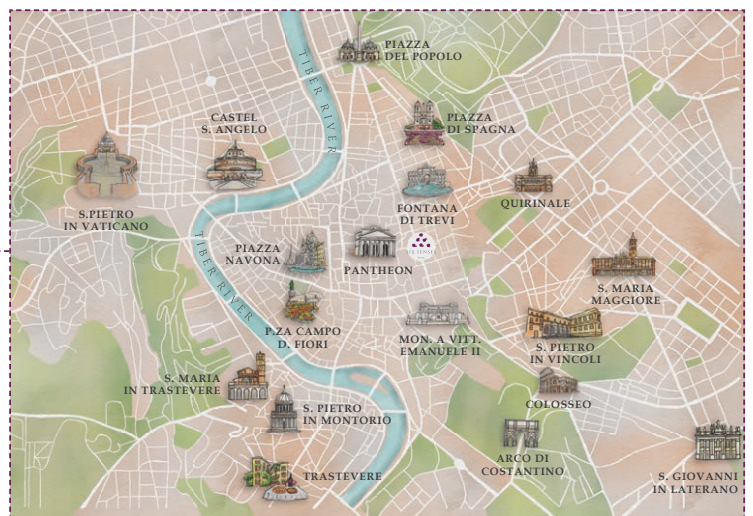 PIAZZA
DEL POPOLO
TIBER RIVER
CASTEL
S. ANGELO
PIAZZA
DI SPAGNA
S.PIETRO
IN VATICANO
FONTANA
DI TREVI
QUIRINALE
TIBER RIVER
PIAZZA
NAVONA
PANTHEON
SIX SENSES
S. MARIA
MAGGIORE
P.ZA CAMPO
D. FIORI
MON. A VITT.
EMANUELE II
S. PIETRO
IN VINCOLI
S. MARIA
IN TRASTEVERE
COLOSSEO
S. PIETRO
IN MONTORIO
ARCO DI
COSTANTINO
TRASTEVERE
S. GIOVANNI
IN LATERANO